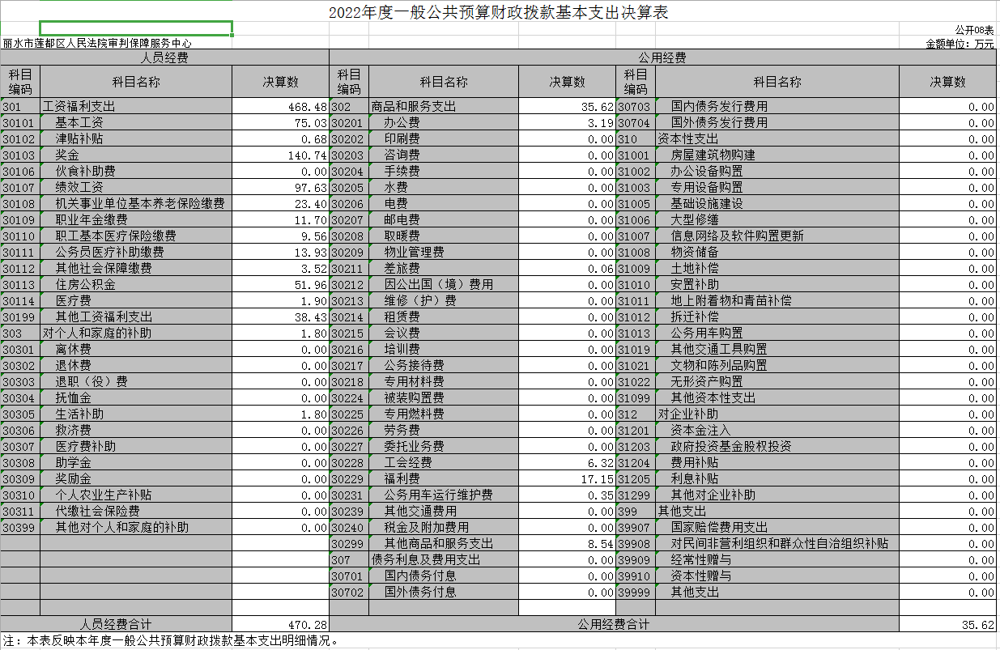 2022年度一般公共预算财政拨款基本支出决算表
公开08表
丽水市莲都区人民法院审判保障服务中心 金额单位：万元
人员经费 公用经费
科目编码 科目名称 决算数 科目编码 科目名称 决算数 科目编码 科目名称 决算数
301 工资福利支出 468.48 302 商品和服务支出 35.62 30703 国内债务发行费用 0.00
30101 基本工资 75.03 30201 办公费 3.19 30704 国外债务发行费用 0.00
30102 津贴补贴 0.68 30202 印刷费 0.00 310 资本性支出 0.00
30103 奖金 140.74 30203 咨询费 0.00 31001 房屋建筑物购建 0.00
30106 伙食补助费 0.00 30204 手续费 0.00 31002 办公设备购置 0.00
30107 绩效工资 97.63 30205 水费 0.00 31003 专用设备购置 0.00
30108 机关事业单位基本养老保险缴费 23.40 30206 电费 0.00 31005 基础设施建设 0.00
30109 职业年金缴费 11.70 30207 邮电费 0.00 31006 大型修缮 0.00
30110 职工基本医疗保险缴费 9.56 30208 取暖费 0.00 31007 信息网络及软件购置更新 0.00
30111 公务员医疗补助缴费 13.93 30209 物业管理费 0.00 31008 物资储备 0.00
30112 其他社会保障缴费 3.52 30211 差旅费 0.06 31009 土地补偿 0.00
30113 住房公积金 51.96 30212 因公出国（境）费用 0.00 31010 安置补助 0.00
30114 医疗费 1.90 30213 维修（护）费 0.00 31011 地上附着物和青苗补偿 0.00
30199 其他工资福利支出 38.43 30214 租赁费 0.00 31012 拆迁补偿 0.00
303 对个人和家庭的补助 1.80 30215 会议费 0.00 31013 公务用车购置 0.00
30301 离休费 0.00 30216 培训费 0.00 31019 其他交通工具购置 0.00
30302 退休费 0.00 30217 公务接待费 0.00 31021 文物和陈列品购置 0.00
30303 退职（役）费 0.00 30218 专用材料费 0.00 31022 无形资产购置 0.00
30304 抚恤金 0.00 30224 被装购置费 0.00 31099 其他资本性支出 0.00
30305 生活补助 1.80 30225 专用燃料费 0.00 312 对企业补助 0.00
30306 救济费 0.00 30226 劳务费 0.00 31201 资本金注入 0.00
30307 医疗费补助 0.00 30227 委托业务费 0.00 31203 政府投资基金股权投资 0.00
30308 助学金 0.00 30228 工会经费 6.32 31204 费用补贴 0.00
30309 奖励金 0.00 30229 福利费 17.15 31205 利息补贴 0.00
30310 个人农业生产补贴 0.00 30231 公务用车运行维护费 0.35 31299 其他对企业补助 0.00
30311 代缴社会保险费 0.00 30239 其他交通费用 0.00 399 其他支出 0.00
30399 其他对个人和家庭的补助 0.00 30240 税金及附加费用 0.00 39907 国家赔偿费用支出 0.00
30299 其他商品和服务支出 8.54 39908 对民间非营利组织和群众性自治组织补贴 0.00
307 债务利息及费用支出 0.00 39909 经常性赠与 0.00
30701 国内债务付息 0.00 39910 资本性赠与 0.00
30702 国外债务付息 0.00 39999 其他支出 0.00
人员经费合计 470.28 公用经费合计 35.62
注：本表反映本年度一般公共预算财政拨款基本支出明细情况。